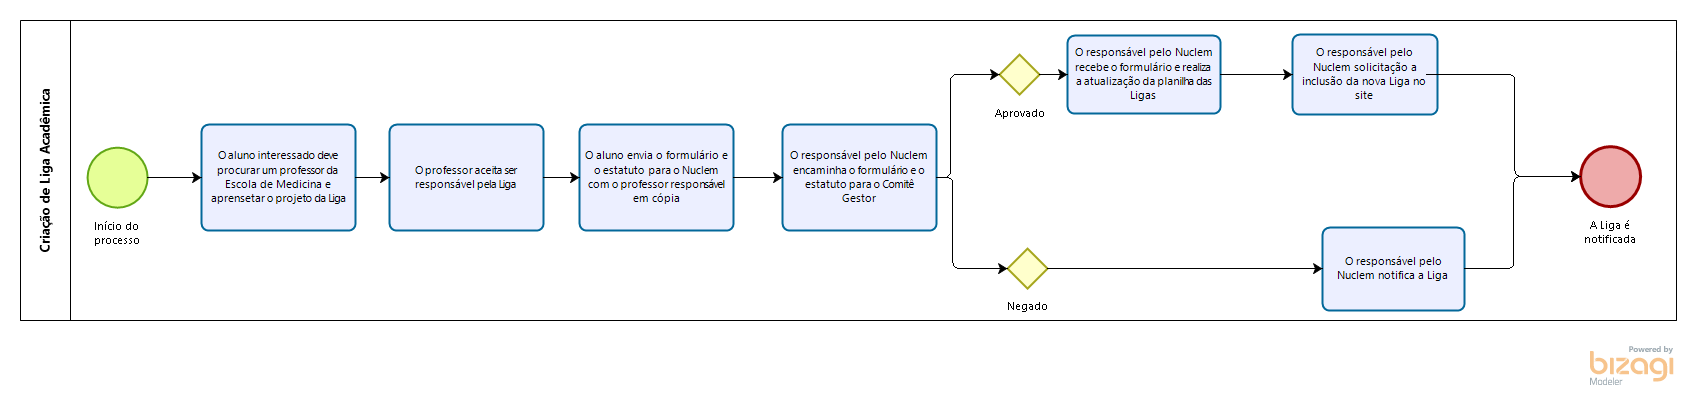 Criação de Liga Acadêmica
Início do
processo
O aluno interessado deve
procurar um professor da
Escola de Medicina e
aprensetar o projeto da Liga
O professor aceita ser
responsável pela Liga
O aluno envia o formulário e
o estatuto para o Nuclem
com o professor responsável
em cópia
O responsável pelo Nuclem
encaminha o formulário e o
estatuto para o Comitê
Gestor
Aprovado
O responsável pelo Nuclem
recebe o formulário e realiza
a atualização da planilha das
Ligas
O responsável pelo
Nuclem solicitação a
inclusão da nova Liga no
site
Negado
O responsável pelo
Nuclem notifica a Liga
A Liga é
notificada
Powered by
bizagi
Modeler